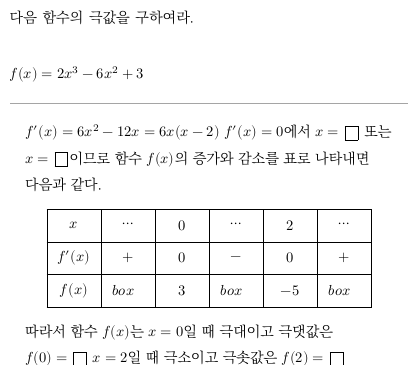 다음 함수의 극값을 구하여라.
f(x) = 2x³ − 6x² + 3
f′(x) = 6x² − 12x = 6x(x − 2) f′(x) = 0에서 x = □ 또는
x = □이므로 함수 f(x)의 증가와 감소를 표로 나타내면
다음과 같다.
x ··· 0 ··· 2 ···
f′(x) + 0 − 0 +
f(x) box 3 box −5 box
따라서 함수 f(x)는 x = 0일 때 극대이고 극댓값은
f(0) = □ x = 2일 때 극소이고 극솟값은 f(2) = □